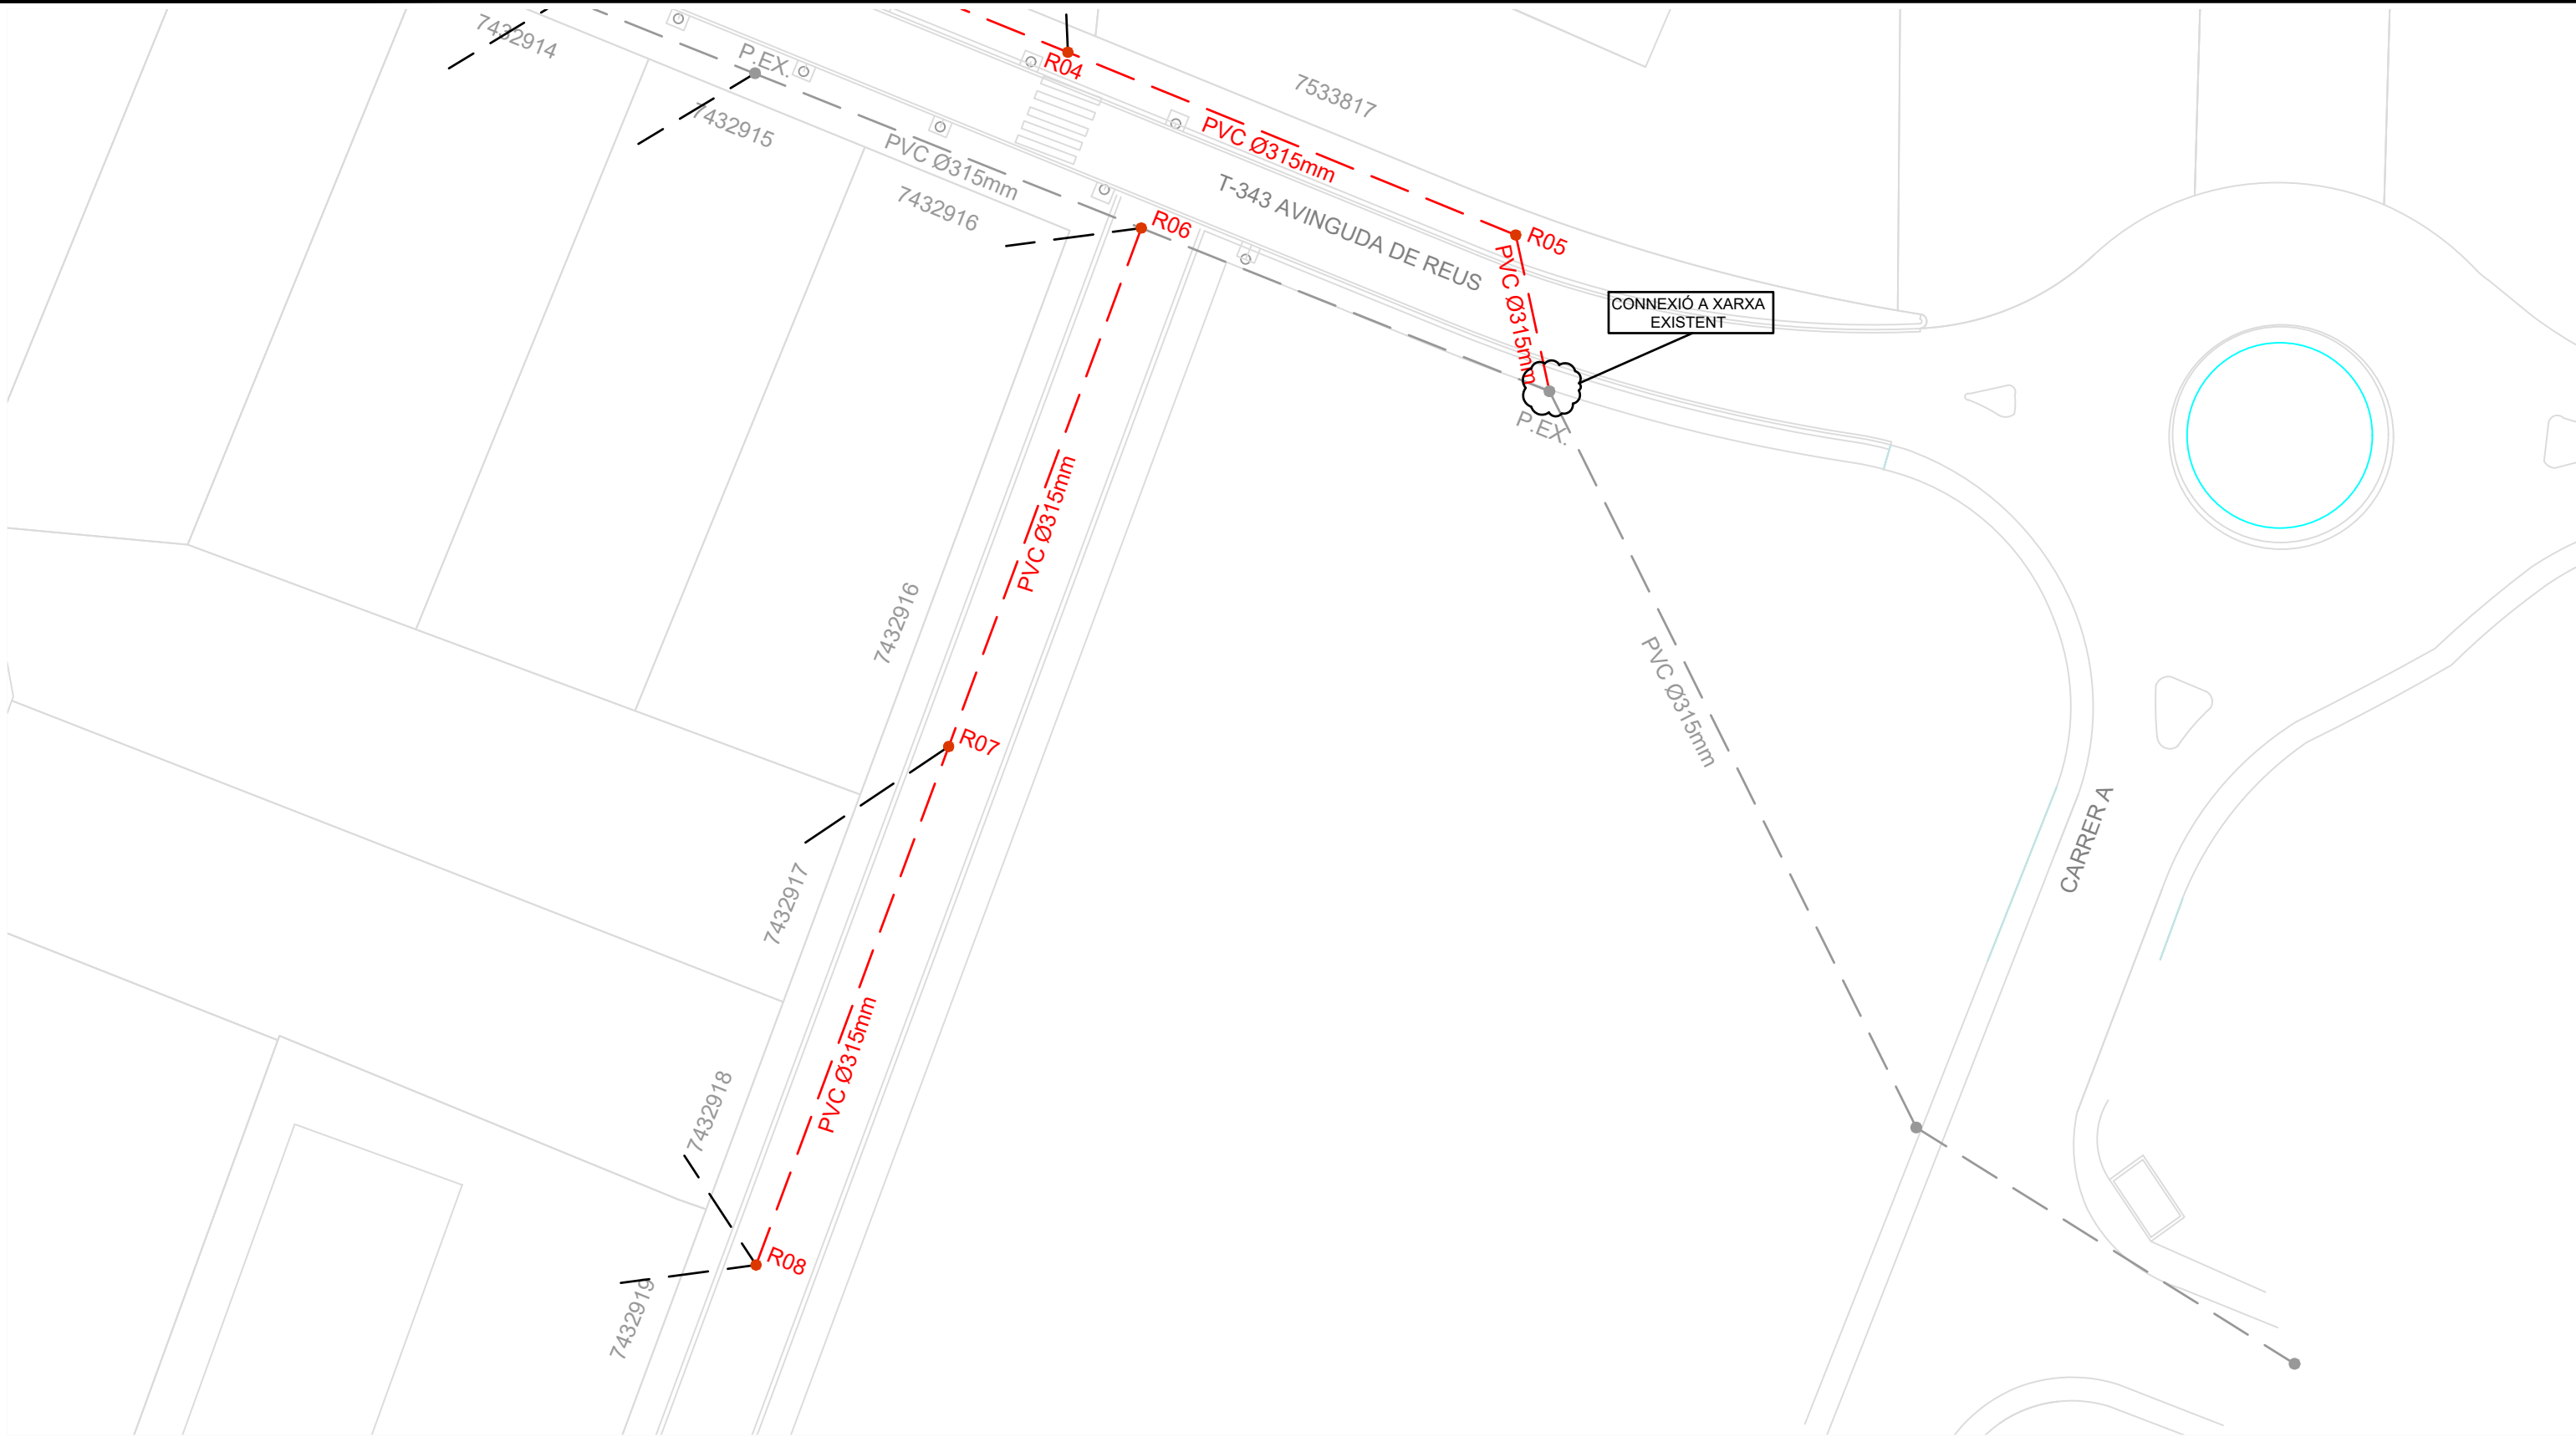 7432914
P.EX.
R04
7533817
7432915
PVC Ø315mm
PVC Ø315mm
7432916
T-343 AVINGUDA DE REUS
R06
R05
PVC Ø315mm
CONNEXIÓ A XARXA
EXISTENT
P.EX.
PVC Ø315mm
7432916
PVC Ø315mm
R07
CARRER A
7432917
PVC Ø315mm
7432918
R08
7432919